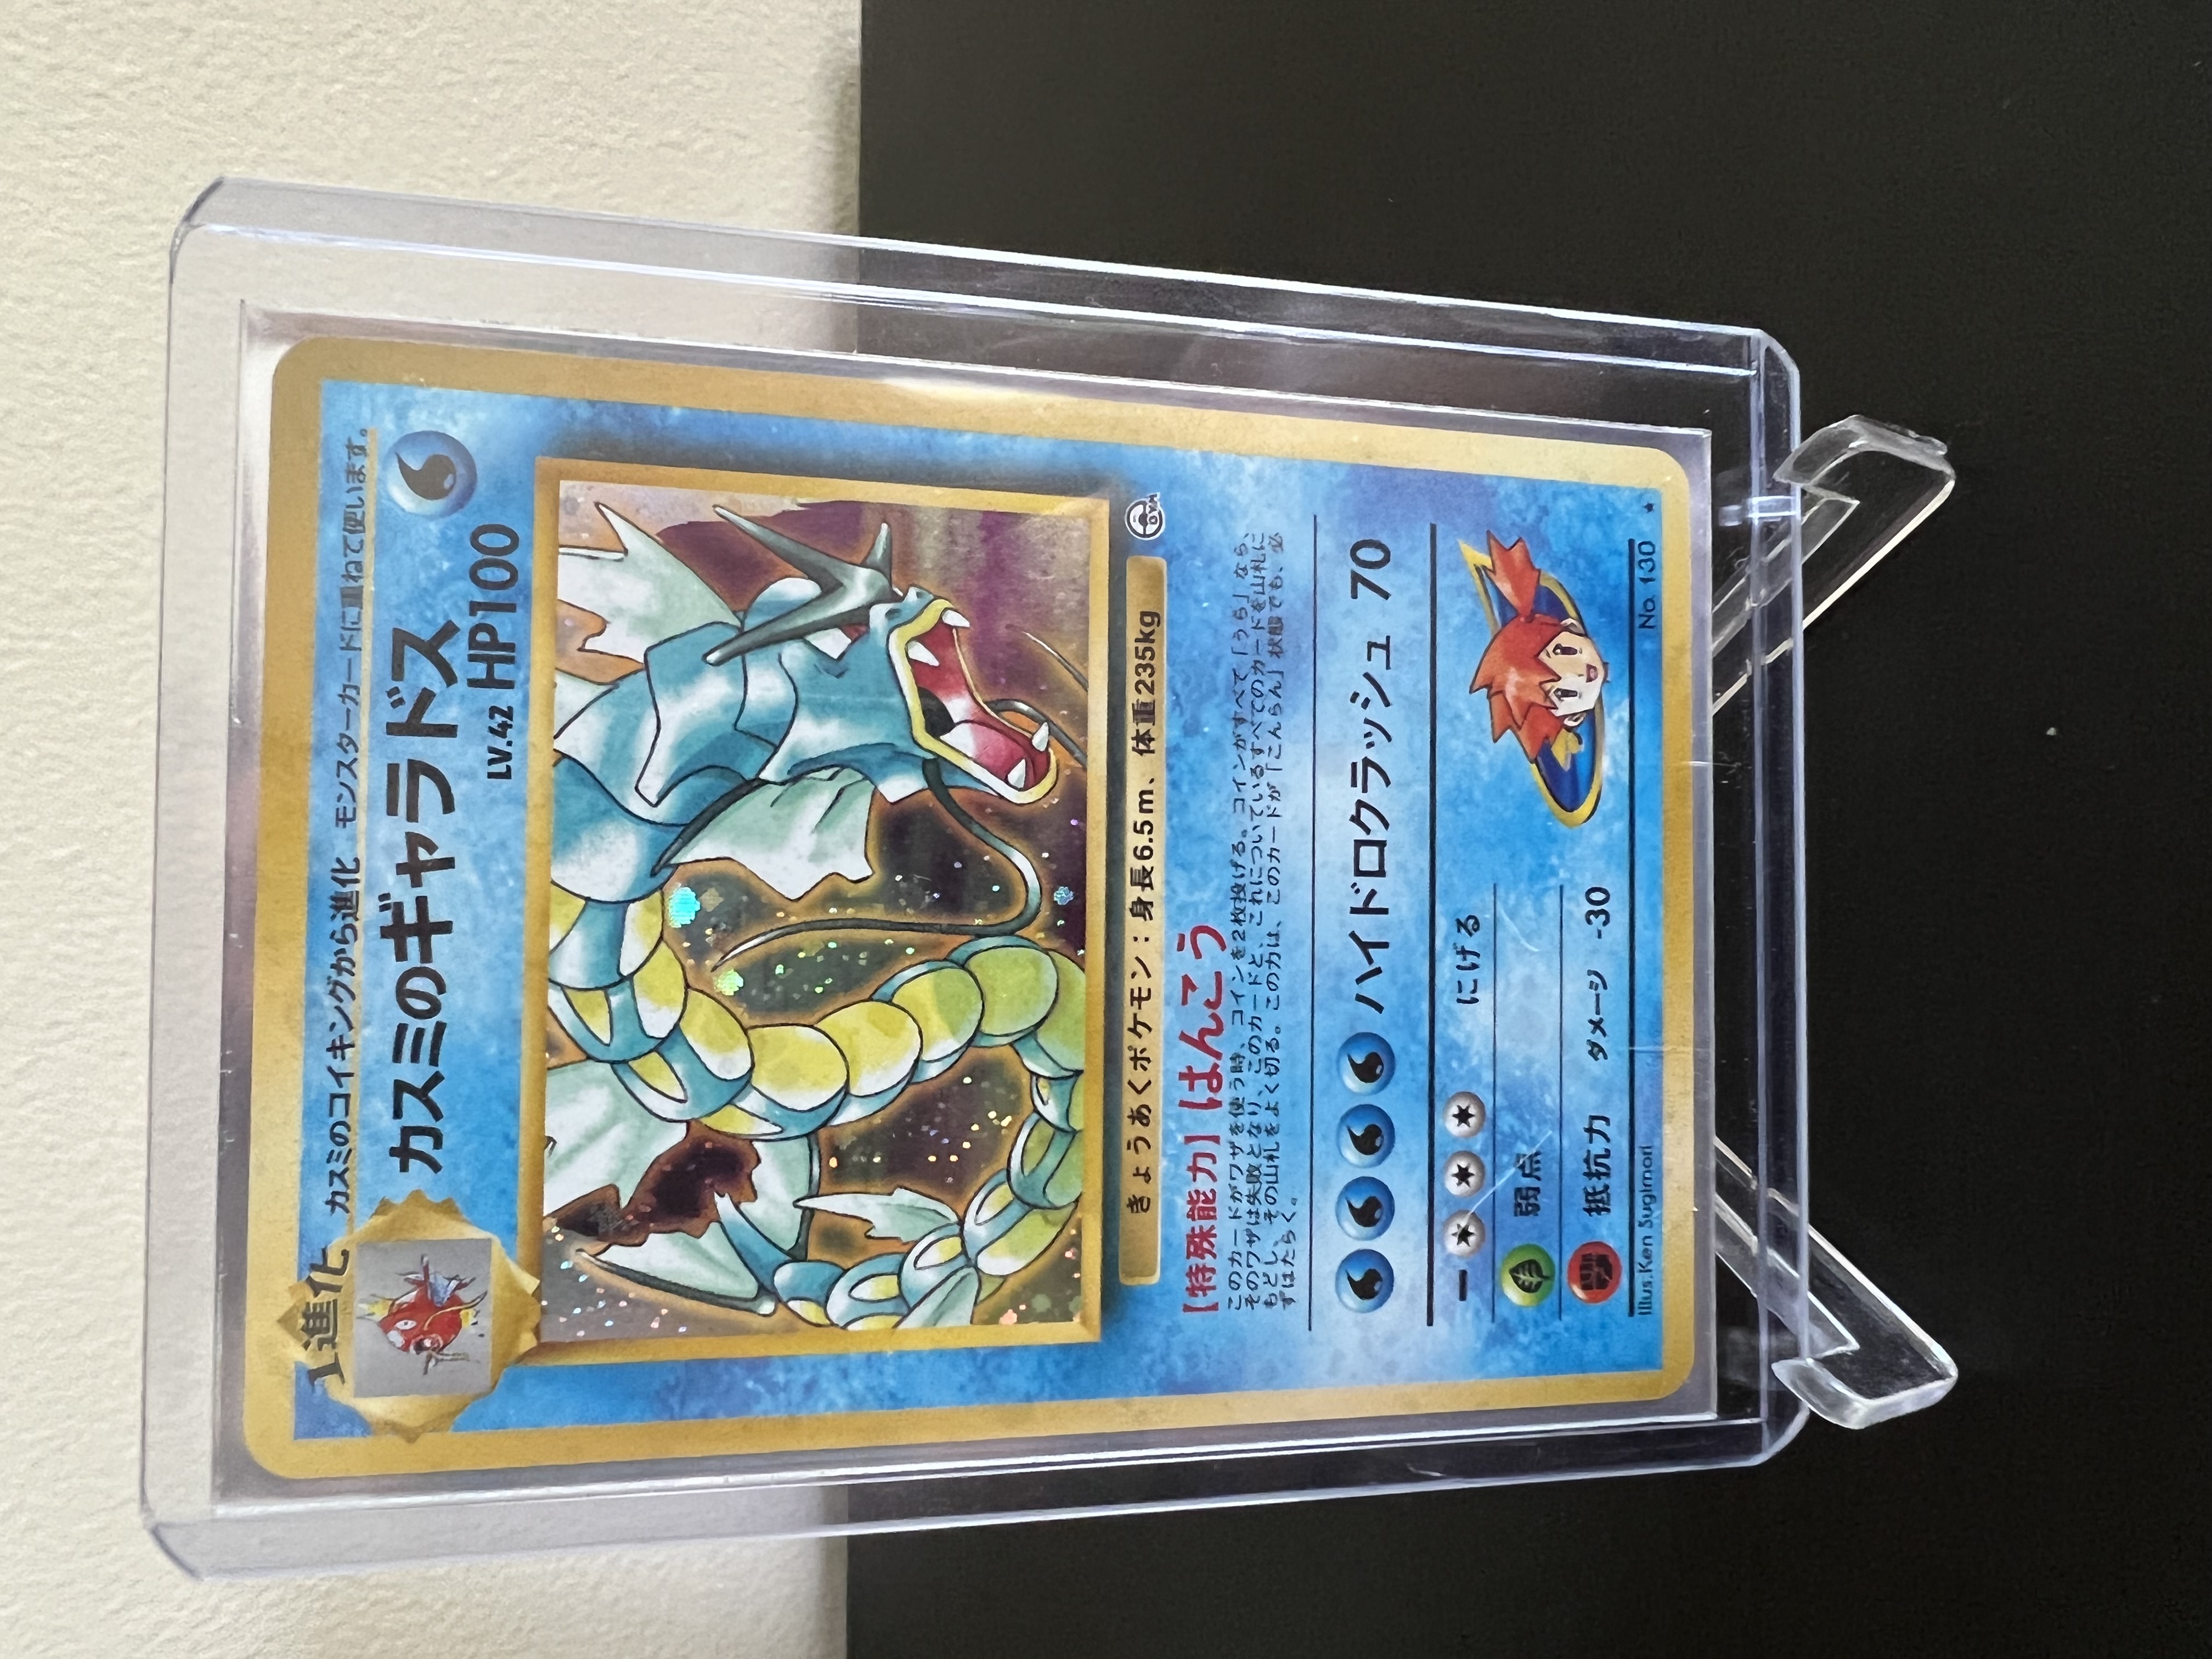 1進化
カスミのコイキングから進化 モンスターカードに重ねて使います。
カスミのギャラドス
LV.42 HP100
きょうあくポケモン：身長6.5m、体重235kg
GYM
【特殊能力】はんこう
このカードがワザを使う時、コインを2枚投げる。コインがすべて「うら」なら、
そのワザは失敗となり、このカードと、これについているすべてのカードを山札に
もどし、その山札をよく切る。この力は、このカードが「こんらん」状態でも、必
ずはたらく。
ハイドロクラッシュ 70
にげる
弱点
抵抗力 ダメージ -30
Illus.Ken Sugimori No. 130 ★